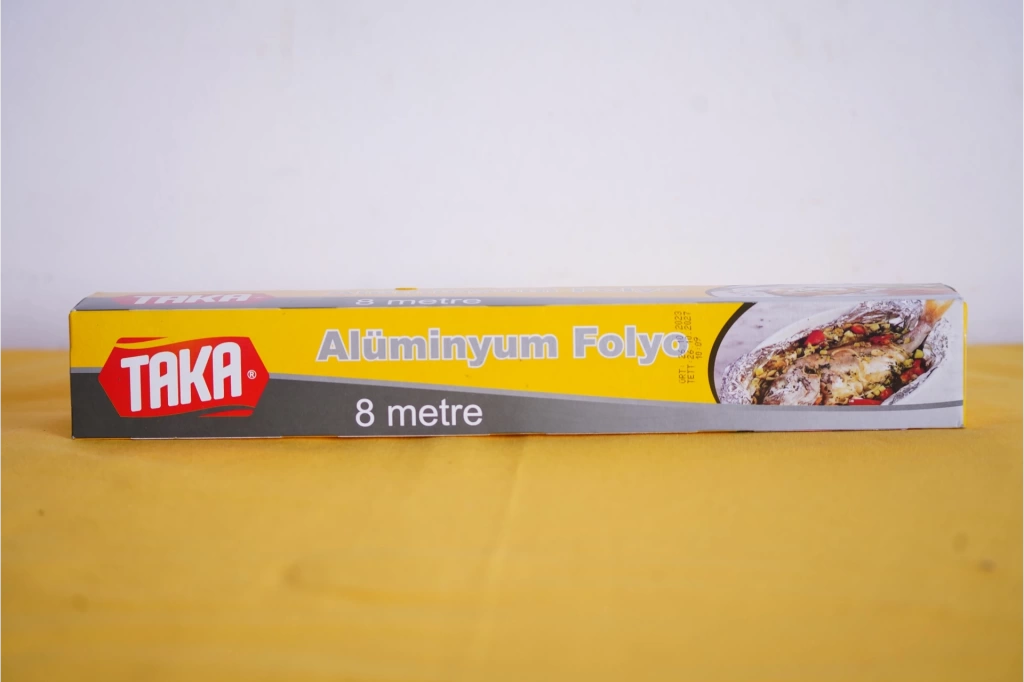 TAKA
8 metre
TAKA®
Alüminyum Folyo
8 metre